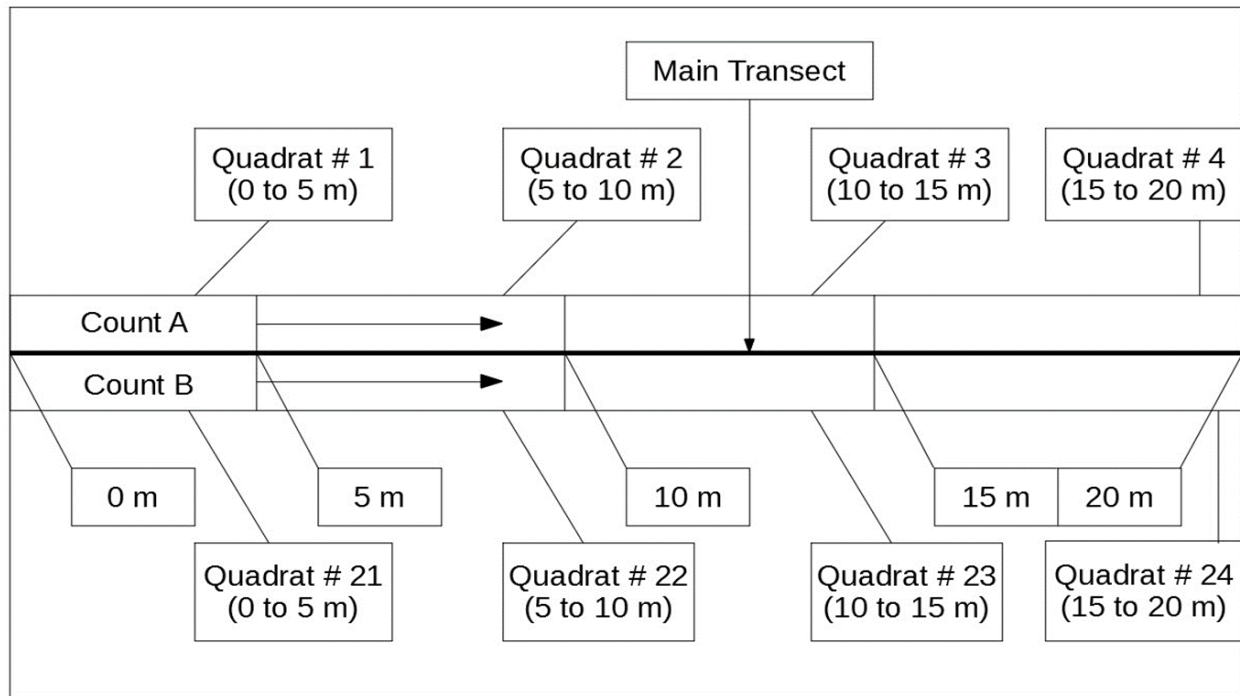 Main Transect
Quadrat # 1
(0 to 5 m)
Quadrat # 2
(5 to 10 m)
Quadrat # 3
(10 to 15 m)
Quadrat # 4
(15 to 20 m)
Count A
Count B
0 m
5 m
10 m
15 m
20 m
Quadrat # 21
(0 to 5 m)
Quadrat # 22
(5 to 10 m)
Quadrat # 23
(10 to 15 m)
Quadrat # 24
(15 to 20 m)